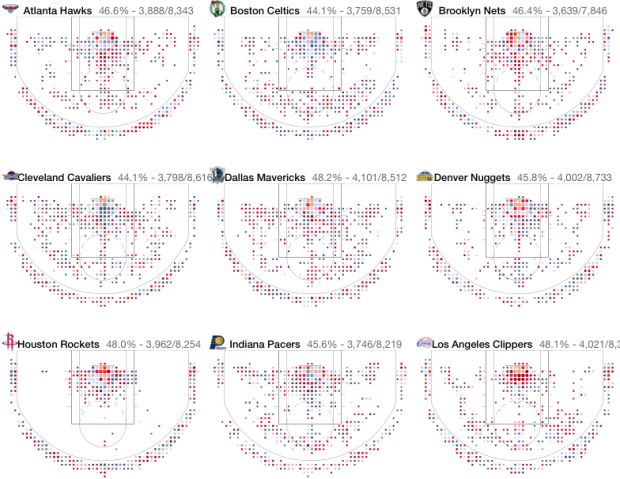 Atlanta Hawks 46.6% - 3,888/8,343
Boston Celtics 44.1% - 3,759/8,531
NETS
Brooklyn Nets 46.4% - 3,639/7,846
Cleveland Cavaliers 44.1% - 3,798/8,616
Dallas Mavericks 48.2% - 4,101/8,512
Denver Nuggets 45.8% - 4,002/8,733
Houston Rockets 48.0% - 3,962/8,254
Indiana Pacers 45.6% - 3,746/8,219
Los Angeles Clippers 48.1% - 4,021/8,3